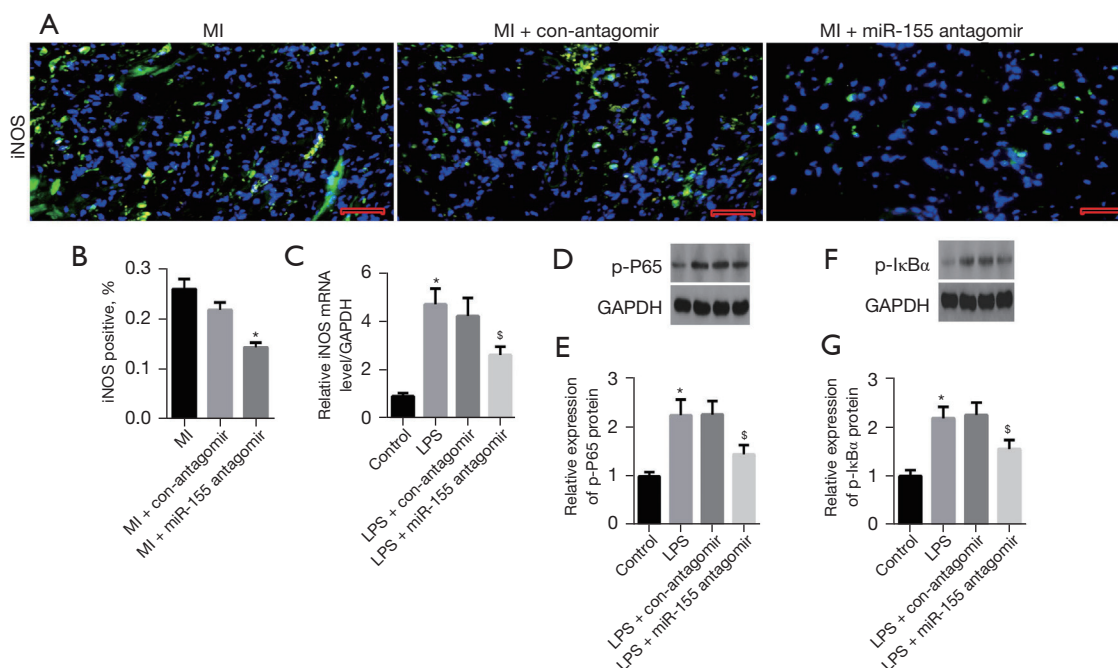 A
MI
MI + con-antagomir
MI + miR-155 antagomir
iNOS
B
iNOS positive, %
0.3
0.2
0.1
0.0
*
MI
MI + con-antagomir
MI + miR-155 antagomir
C
Relative iNOS mRNA
level/GAPDH
8
6
4
2
0
*
$
Control
LPS
LPS + con-antagomir
LPS + miR-155 antagomir
D
p-P65
GAPDH
E
Relative expression
of p-P65 protein
3
2
1
0
*
$
Control
LPS
LPS + con-antagomir
LPS + miR-155 antagomir
F
p-IκBα
GAPDH
G
Relative expression
of p-IκBα protein
3
2
1
0
*
$
Control
LPS
LPS + con-antagomir
LPS + miR-155 antagomir